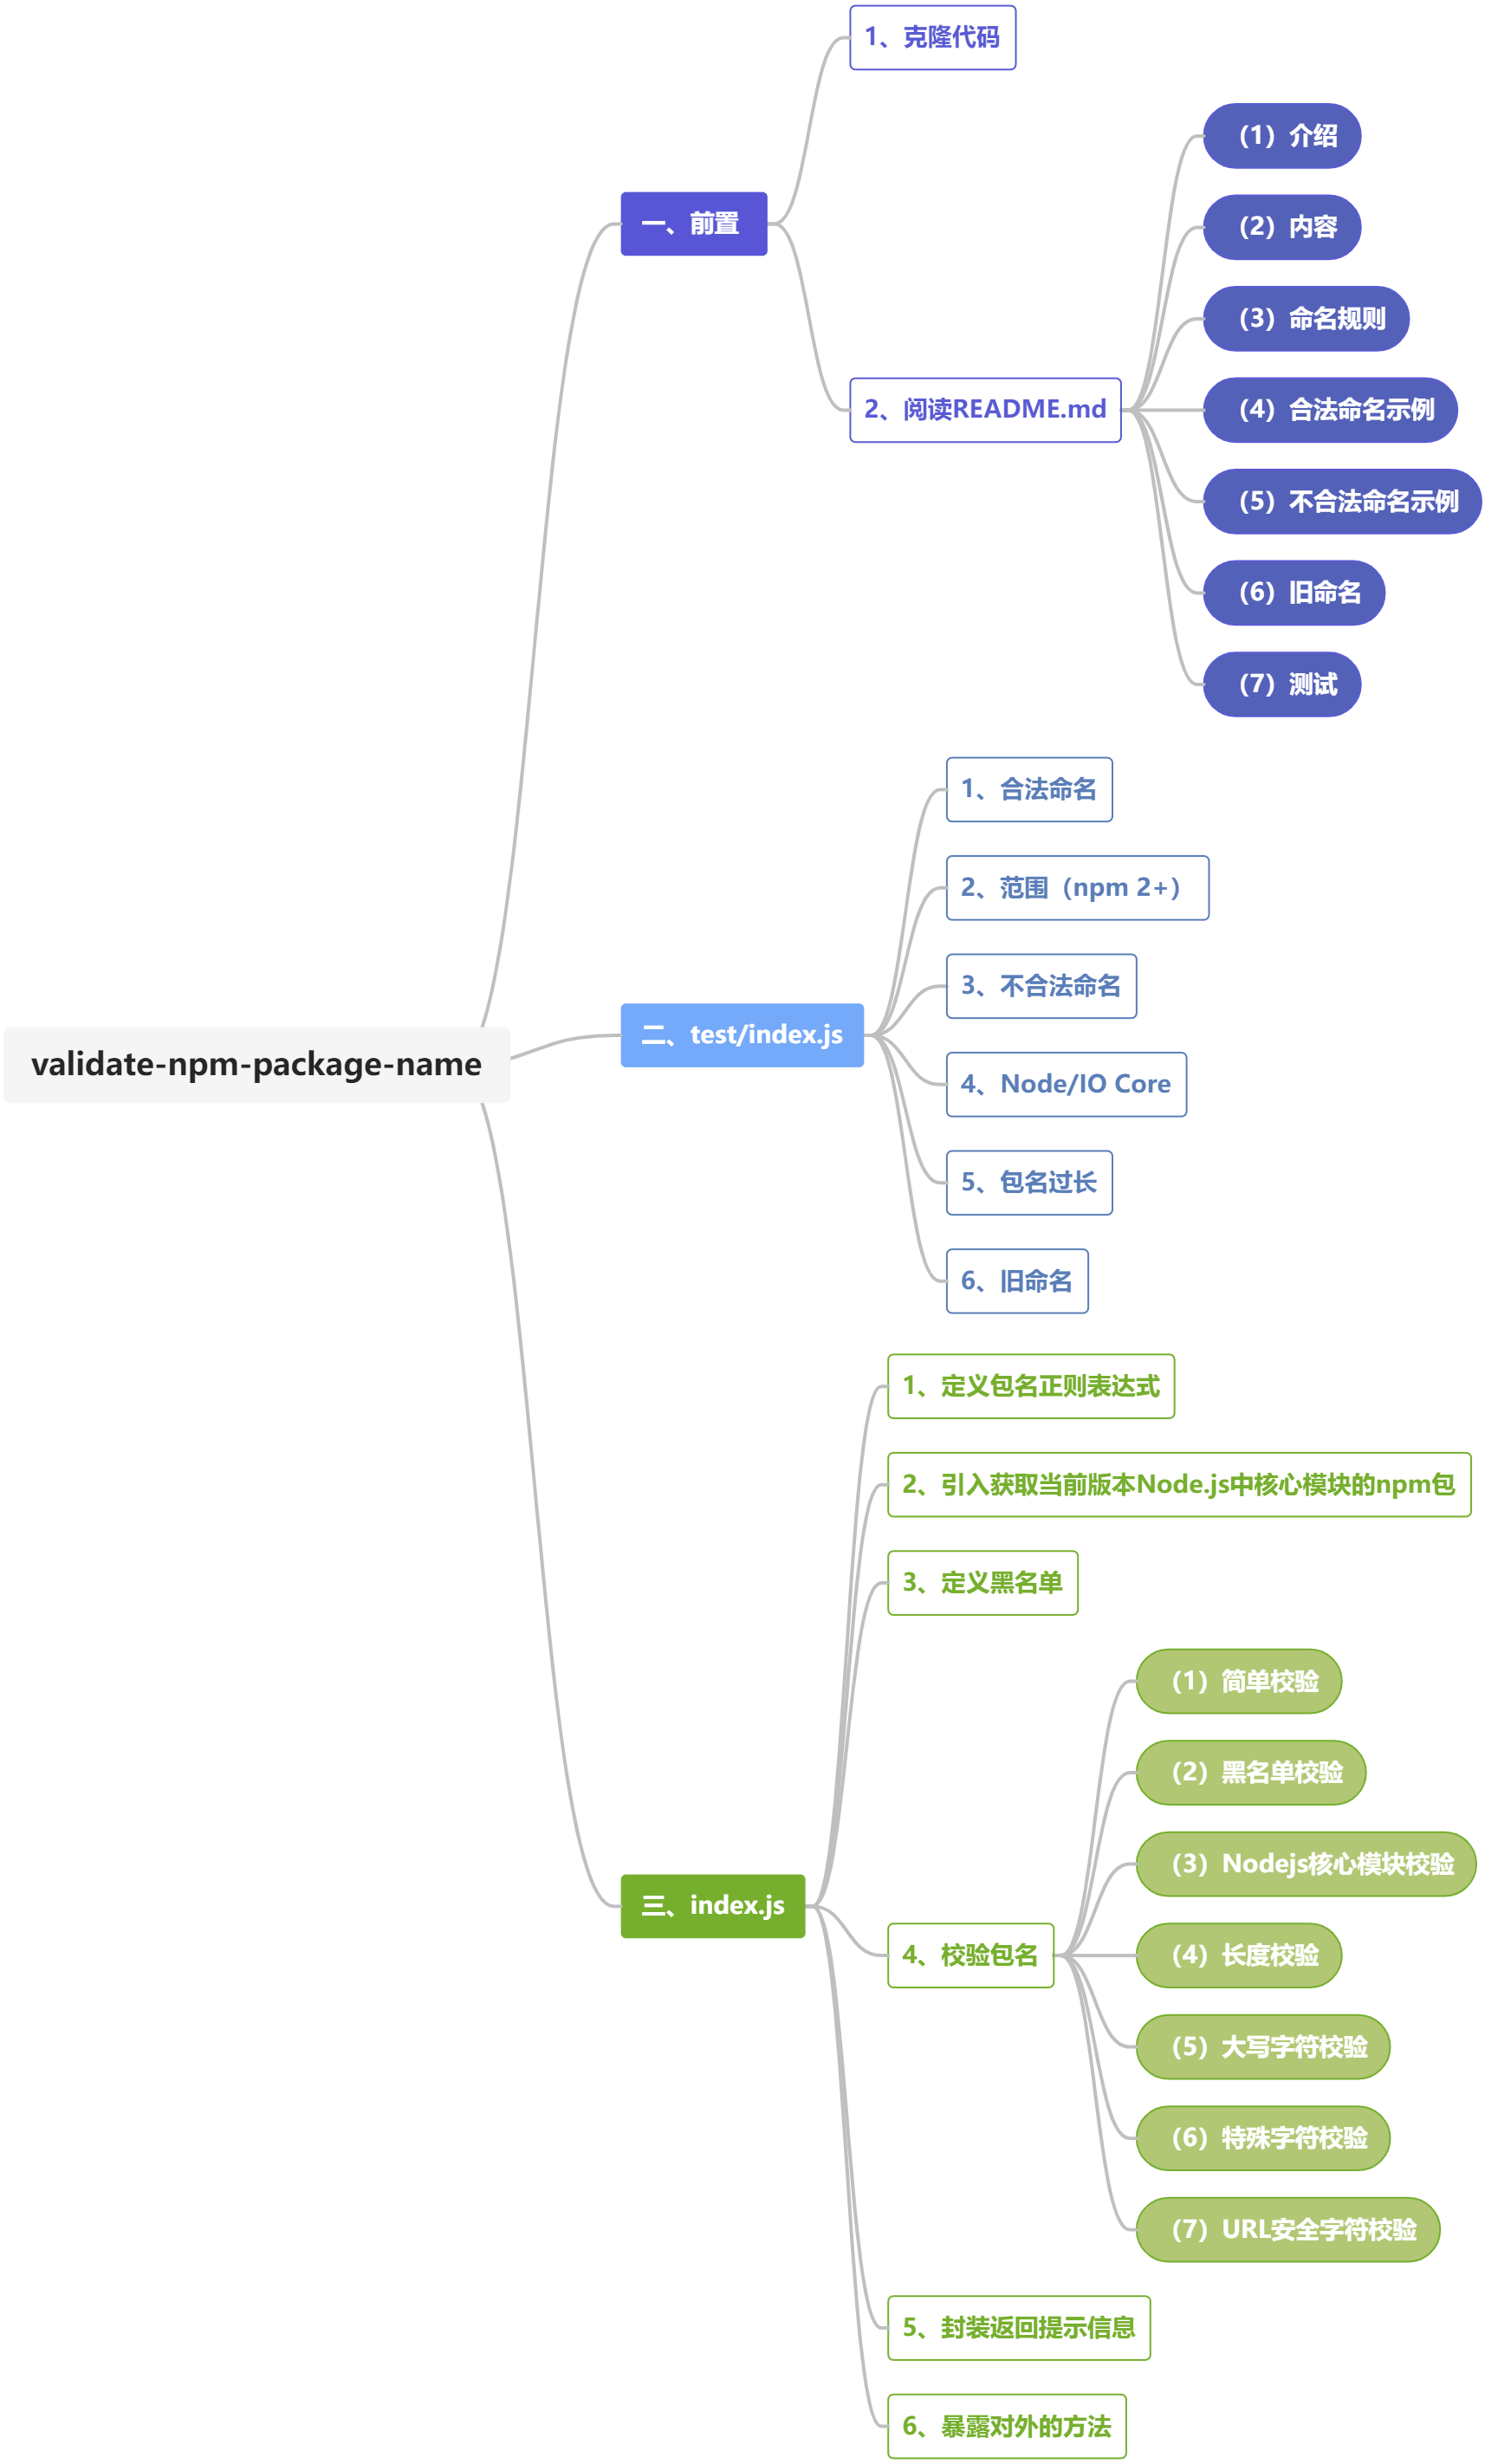 validate-npm-package-name
一、前置
1、克隆代码
2、阅读README.md
（1）介绍
（2）内容
（3）命名规则
（4）合法命名示例
（5）不合法命名示例
（6）旧命名
（7）测试
二、test/index.js
1、合法命名
2、范围（npm 2+）
3、不合法命名
4、Node/IO Core
5、包名过长
6、旧命名
三、index.js
1、定义包名正则表达式
2、引入获取当前版本Node.js中核心模块的npm包
3、定义黑名单
4、校验包名
（1）简单校验
（2）黑名单校验
（3）Nodejs核心模块校验
（4）长度校验
（5）大写字符校验
（6）特殊字符校验
（7）URL安全字符校验
5、封装返回提示信息
6、暴露对外的方法